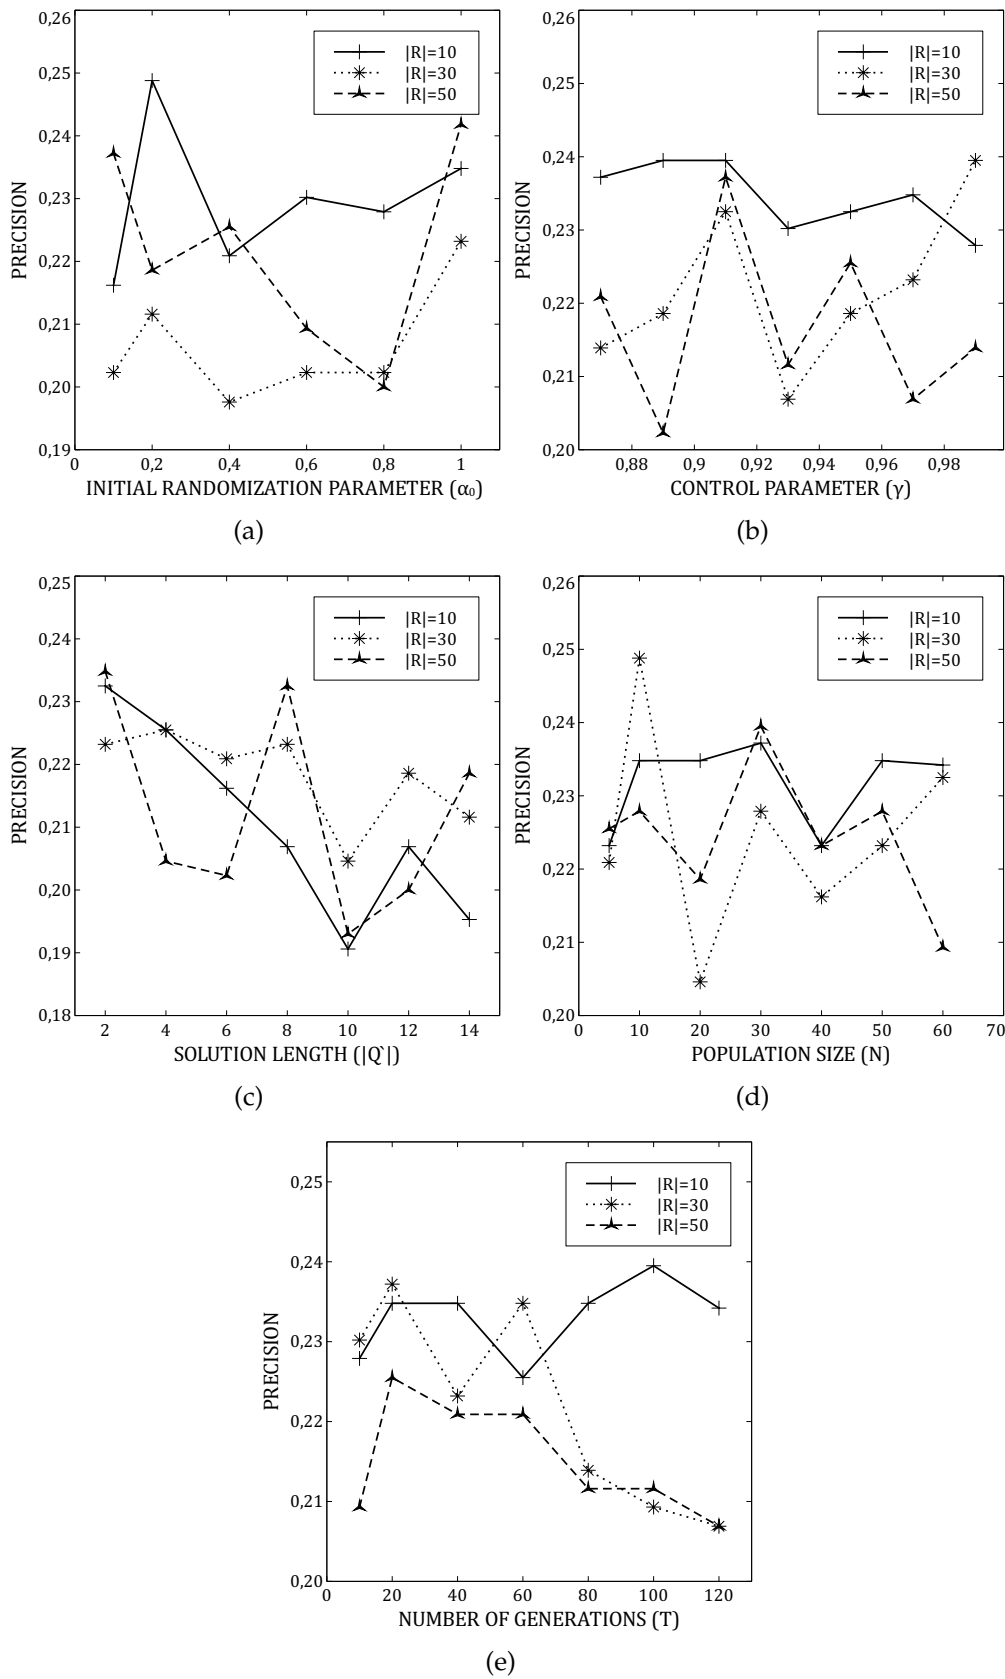 0,26
0,25
0,24
0,23
0,22
0,21
0,20
0,19
PRECISION
|R|=10
|R|=30
|R|=50
0 0,2 0,4 0,6 0,8 1
INITIAL RANDOMIZATION PARAMETER (α₀)
(a)
0,26
0,25
0,24
0,23
0,22
0,21
0,20
PRECISION
|R|=10
|R|=30
|R|=50
0,88 0,9 0,92 0,94 0,96 0,98
CONTROL PARAMETER (γ)
(b)
0,25
0,24
0,23
0,22
0,21
0,20
0,19
0,18
PRECISION
|R|=10
|R|=30
|R|=50
2 4 6 8 10 12 14
SOLUTION LENGTH (|Q`|)
(c)
0,26
0,25
0,24
0,23
0,22
0,21
0,20
PRECISION
|R|=10
|R|=30
|R|=50
0 10 20 30 40 50 60 70
POPULATION SIZE (N)
(d)
0,25
0,24
0,23
0,22
0,21
0,20
PRECISION
|R|=10
|R|=30
|R|=50
0 20 40 60 80 100 120
NUMBER OF GENERATIONS (T)
(e)